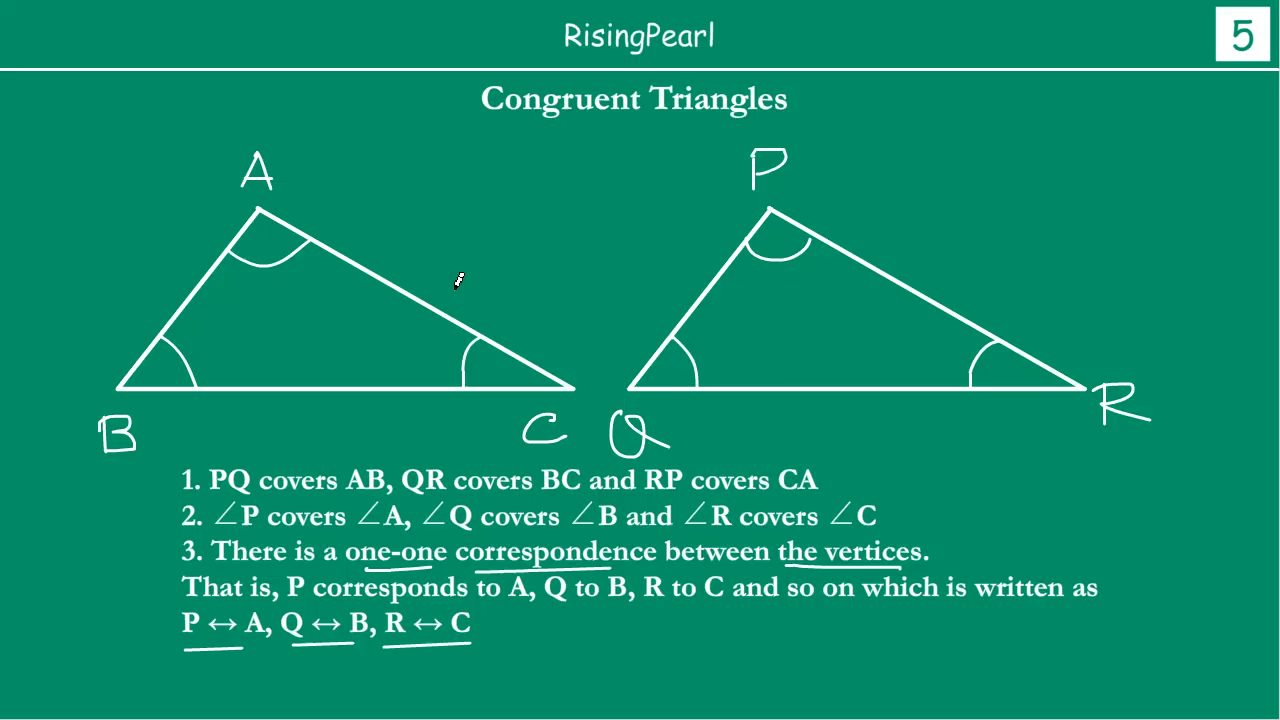 RisingPearl
5
Congruent Triangles
A
P
B
C
Q
R
1. PQ covers AB, QR covers BC and RP covers CA
2. ∠P covers ∠A, ∠Q covers ∠B and ∠R covers ∠C
3. There is a one-one correspondence between the vertices.
That is, P corresponds to A, Q to B, R to C and so on which is written as
P ↔ A, Q ↔ B, R ↔ C